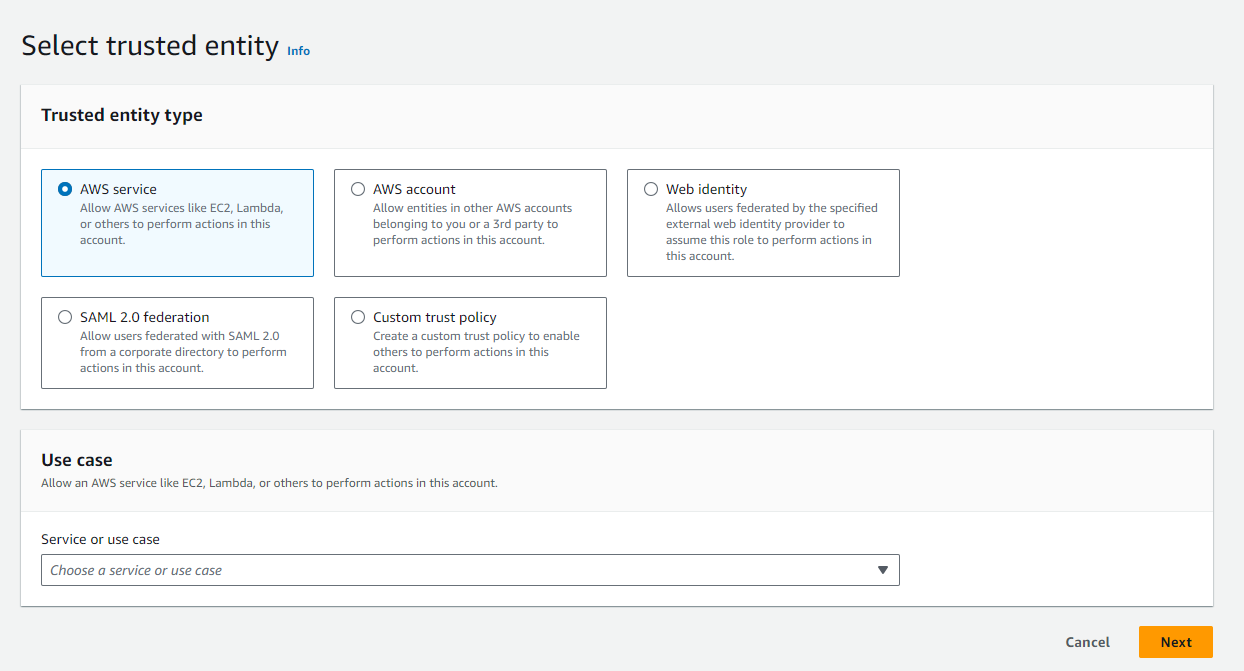 Select trusted entity Info
Trusted entity type
AWS service
Allow AWS services like EC2, Lambda,
or others to perform actions in this
account.
AWS account
Allow entities in other AWS accounts
belonging to you or a 3rd party to
perform actions in this account.
Web identity
Allows users federated by the specified
external web identity provider to
assume this role to perform actions in
this account.
SAML 2.0 federation
Allow users federated with SAML 2.0
from a corporate directory to perform
actions in this account.
Custom trust policy
Create a custom trust policy to enable
others to perform actions in this
account.
Use case
Allow an AWS service like EC2, Lambda, or others to perform actions in this account.
Service or use case
Choose a service or use case
Cancel
Next